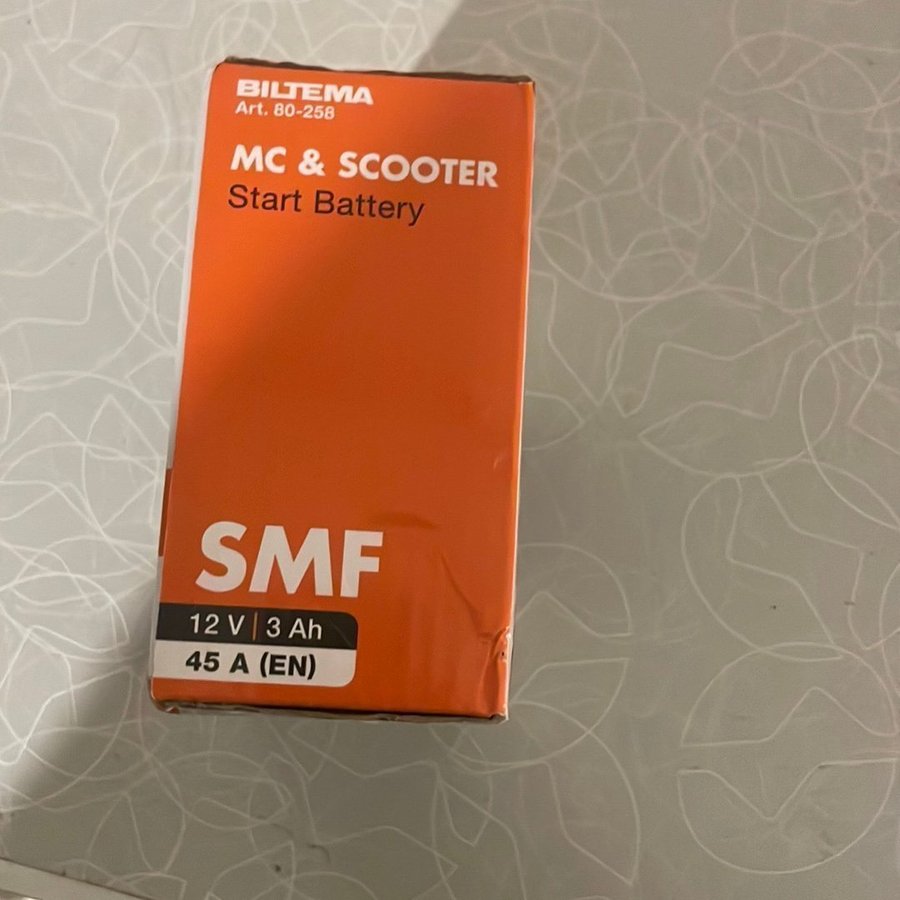 BILTEMA
Art. 80-258
MC & SCOOTER
Start Battery
SMF
12 V | 3 Ah
45 A (EN)